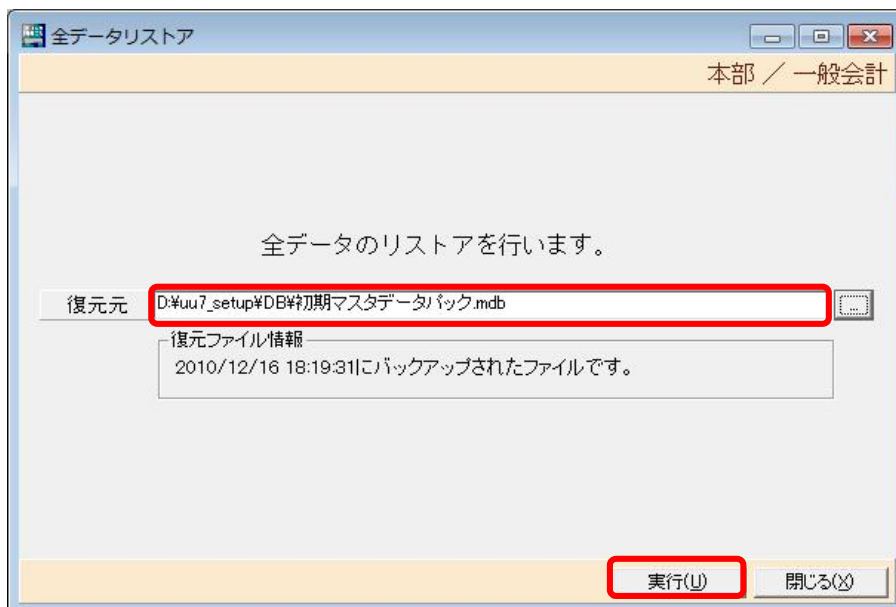 全データリストア
本部 ／ 一般会計
全データのリストアを行います。
復元元 D:¥uu7_setup¥DB¥初期マスタデータパック.mdb ...
復元ファイル情報
2010/12/16 18:19:31にバックアップされたファイルです。
実行(U) 閉じる(X)